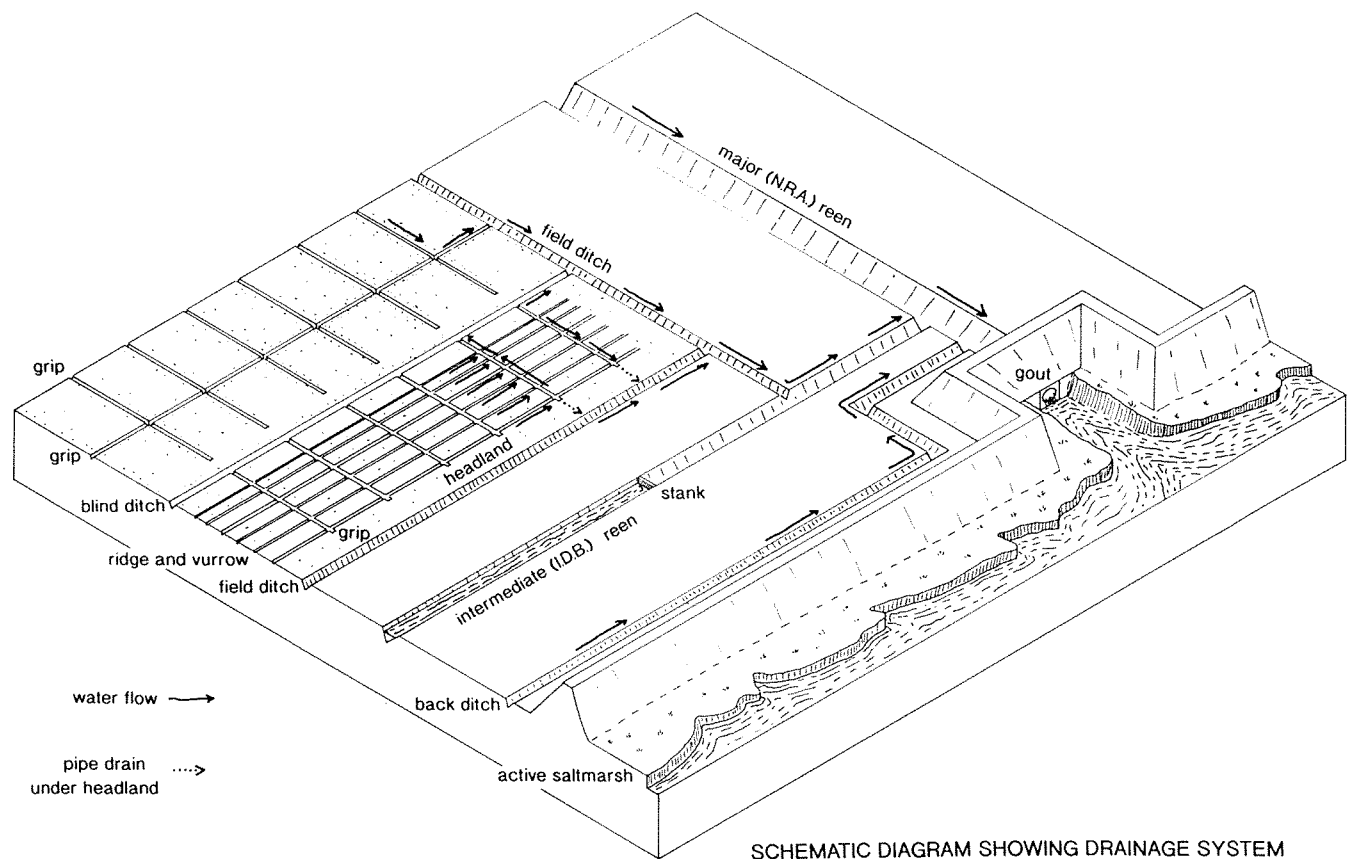 major (N.R.A.) reen
field ditch
gout
grip
grip
headland
stank
blind ditch
grip
ridge and vurrow
intermediate (I.D.B.) reen
field ditch
back ditch
water flow
active saltmarsh
pipe drain
under headland
SCHEMATIC DIAGRAM SHOWING DRAINAGE SYSTEM